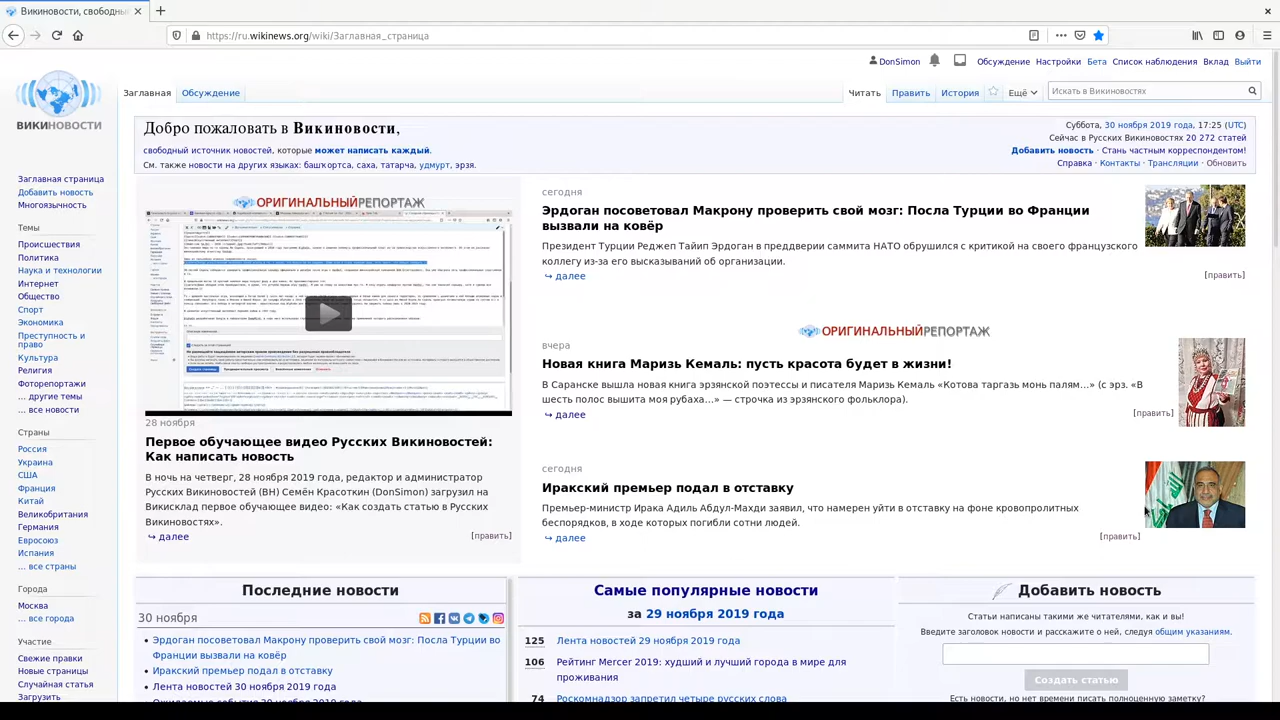 Викиновости, свободны
https://ru.wikinews.org/wiki/Заглавная_страница
DonSimon Обсуждение Настройки Бета Список наблюдения Вклад Выйти
Заглавная Обсуждение Читать Править История Ещё Искать в Викиновостях
ВИКИНОВОСТИ
Добро пожаловать в Викиновости,
свободный источник новостей, которые может написать каждый.
См. также новости на других языках: башкортса, саха, татарча, удмурт, эрзя.
Суббота, 30 ноября 2019 года, 17:25 (UTC)
Сейчас в Русских Викиновостях 20 272 статей
Добавить новость · Стань частным корреспондентом!
Справка · Контакты · Трансляции · Обновить
Заглавная страница
Добавить новость
Многоязычность
Темы
Происшествия
Политика
Наука и технологии
Интернет
Общество
Спорт
Экономика
Преступность и
право
Культура
Религия
Фоторепортажи
... другие темы
... все новости
Страны
Россия
Украина
США
Франция
Китай
Великобритания
Германия
Евросоюз
Испания
... все страны
Города
Москва
... все города
Участие
Свежие правки
Новые страницы
Случайная статья
Загрузить
ОРИГИНАЛЬНЫЙРЕПОРТАЖ
28 ноября
Первое обучающее видео Русских Викиновостей:
Как написать новость
В ночь на четверг, 28 ноября 2019 года, редактор и администратор
Русских Викиновостей (ВН) Семён Красоткин (DonSimon) загрузил на
Викисклад первое обучающее видео: «Как создать статью в Русских
Викиновостях».
↪ далее
[править]
сегодня
Эрдоган посоветовал Макрону проверить свой мозг: Посла Турции во Франции
вызвали на ковёр
Президент Турции Реджеп Тайип Эрдоган в преддверии саммита НАТО обрушился с критикой на своего французского
коллегу из-за его высказываний об организации.
↪ далее
[править]
ОРИГИНАЛЬНЫЙРЕПОРТАЖ
вчера
Новая книга Маризь Кемаль: пусть красота будет в жизни!
В Саранске вышла новая книга эрзянской поэтессы и писателя Маризь Кемаль «Котова таргазь монь палям...» (с эрз. «В
шесть полос вышита моя рубаха...» — строчка из эрзянского фольклора).
↪ далее
[править]
сегодня
Иракский премьер подал в отставку
Премьер-министр Ирака Адиль Абдул-Махди заявил, что намерен уйти в отставку на фоне кровопролитных
беспорядков, в ходе которых погибли сотни людей.
↪ далее
[править]
Последние новости
30 ноября
Эрдоган посоветовал Макрону проверить свой мозг: Посла Турции во
Франции вызвали на ковёр
Иракский премьер подал в отставку
Лента новостей 30 ноября 2019 года
Ожидаемые события 30 ноября 2019 года
Самые популярные новости
за 29 ноября 2019 года
125 Лента новостей 29 ноября 2019 года
106 Рейтинг Mercer 2019: худший и лучший города в мире для
проживания
74 Роскомнадзор запретил четыре русских слова
Добавить новость
Статьи написаны такими же читателями, как и вы!
Введите заголовок новости и расскажите о ней, следуя общим указаниям.
Создать статью
Есть новости, но нет времени писать полноценную заметку?